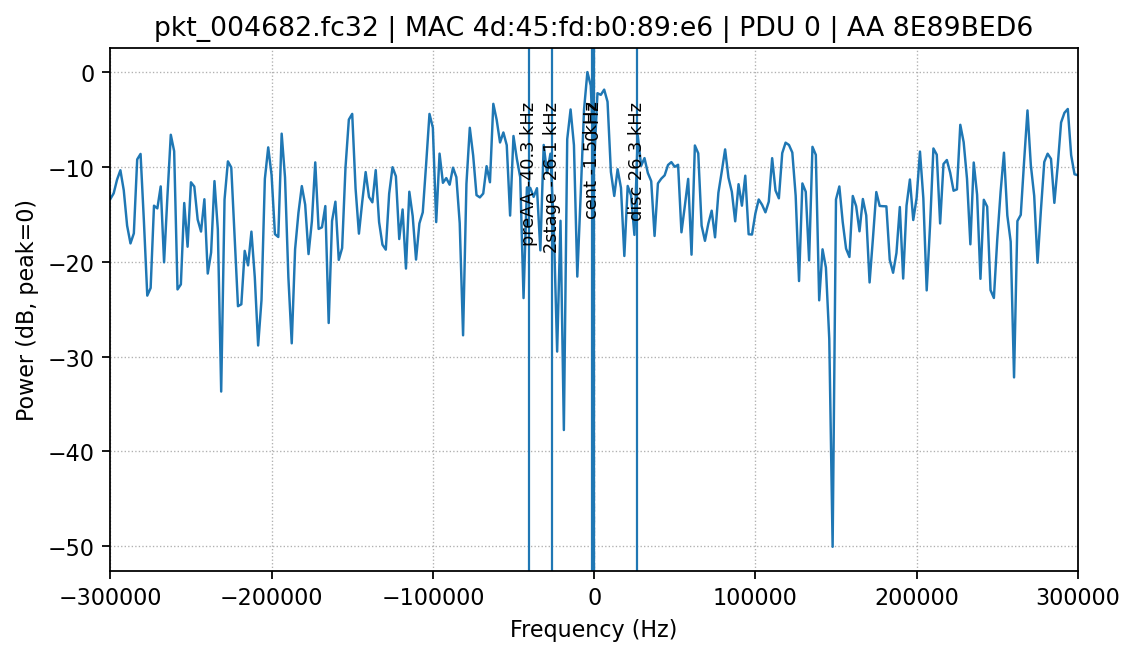 pkt_004682.fc32 | MAC 4d:45:fd:b0:89:e6 | PDU 0 | AA 8E89BED6
Power (dB, peak=0)
0
−10
−20
−30
−40
−50
preAA -40.3 kHz
2stage -26.1 kHz
cent -1.5 kHz
disc 26.3 kHz
−300000
−200000
−100000
0
100000
200000
300000
Frequency (Hz)